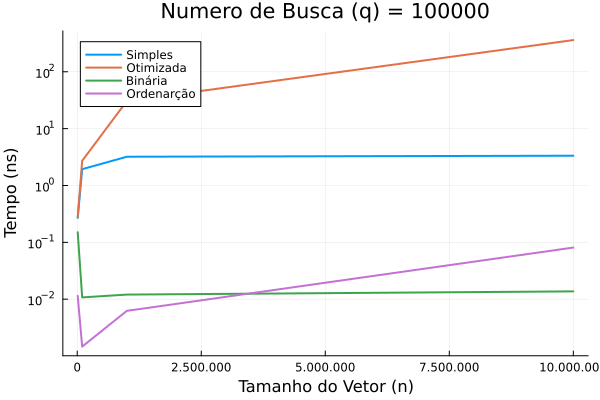 Numero de Busca (q) = 100000
Simples
Otimizada
Binária
Ordenarção
10²
10¹
10⁰
10⁻¹
10⁻²
Tempo (ns)
0
2.500.000
5.000.000
7.500.000
10.000.00
Tamanho do Vetor (n)